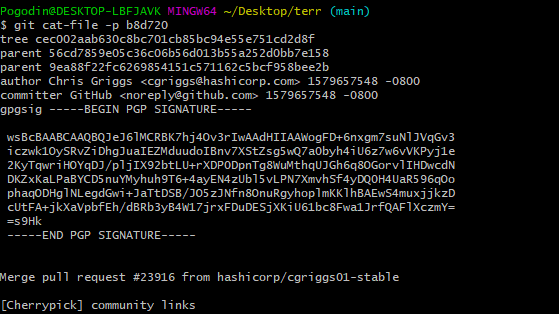 Pogodin@DESKTOP-LBFJAVK MINGW64 ~/Desktop/terr (main)
$ git cat-file -p b8d720
tree cec002aab630c8bc701cb85bc94e55e751cd2d8f
parent 56cd7859e05c36c06b56d013b55a252d0bb7e158
parent 9ea88f22fc6269854151c571162c5bcf958bee2b
author Chris Griggs <cgriggs@hashicorp.com> 1579657548 -0800
committer GitHub <noreply@github.com> 1579657548 -0800
gpgsig -----BEGIN PGP SIGNATURE-----
wsBcBAABCAAQBQJeJ6lMCRBK7hj4Ov3rIwAAdHIIAAWogFD+6nxgm7suNlJVqGv3
iczwk1OySRvZiDhgJuaIEZMduudoIBnv7XStZsg5wQ7aObyh4iU6z7w6vVKPyj1e
2KyTqwriHOYqDJ/pljIX92btLU+rXDPODpnTg8WuMthqUJGh6q8OGorvlIHDwcdN
DKZxKaLPaBYCD5nuYMyhuh9T6+4ayEN4zUbl5vLPN7XmvhSf4yDQOH4UaR596qOo
phaqODHglNLegdGwi+JaTtDSB/JO5zJNfn8OnuRgyhoplmKKlhBAEwS4muxjjkzD
cUtFA+jkXaVpbfEh/dBRb3yB4W17jrxFDuDESjXKiU61bc8Fwa1JrfQAFlXczmY=
=s9Hk
-----END PGP SIGNATURE-----
Merge pull request #23916 from hashicorp/cgriggs01-stable
[Cherrypick] community links